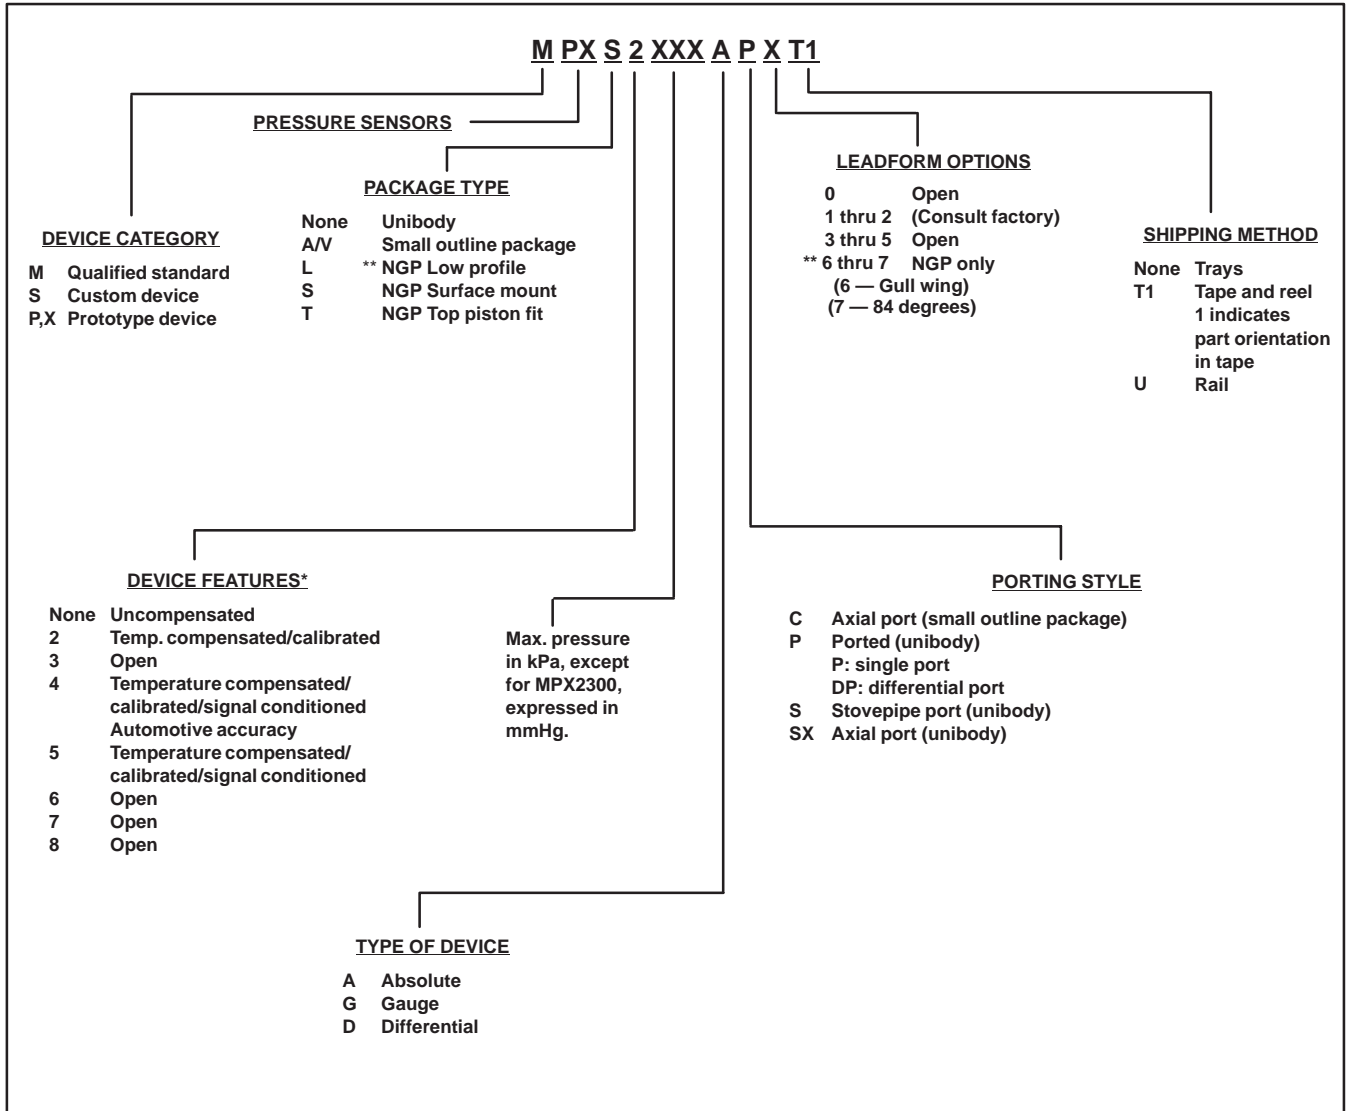 M PX S 2 XXX A P X T1
PRESSURE SENSORS
PACKAGE TYPE
None Unibody
A/V Small outline package
L ** NGP Low profile
S NGP Surface mount
T NGP Top piston fit
DEVICE CATEGORY
M Qualified standard
S Custom device
P,X Prototype device
LEADFORM OPTIONS
0 Open
1 thru 2 (Consult factory)
3 thru 5 Open
** 6 thru 7 NGP only
(6 — Gull wing)
(7 — 84 degrees)
SHIPPING METHOD
None Trays
T1 Tape and reel
1 indicates
part orientation
in tape
U Rail
DEVICE FEATURES*
None Uncompensated
2 Temp. compensated/calibrated
3 Open
4 Temperature compensated/
calibrated/signal conditioned
Automotive accuracy
5 Temperature compensated/
calibrated/signal conditioned
6 Open
7 Open
8 Open
Max. pressure
in kPa, except
for MPX2300,
expressed in
mmHg.
PORTING STYLE
C Axial port (small outline package)
P Ported (unibody)
P: single port
DP: differential port
S Stovepipe port (unibody)
SX Axial port (unibody)
TYPE OF DEVICE
A Absolute
G Gauge
D Differential